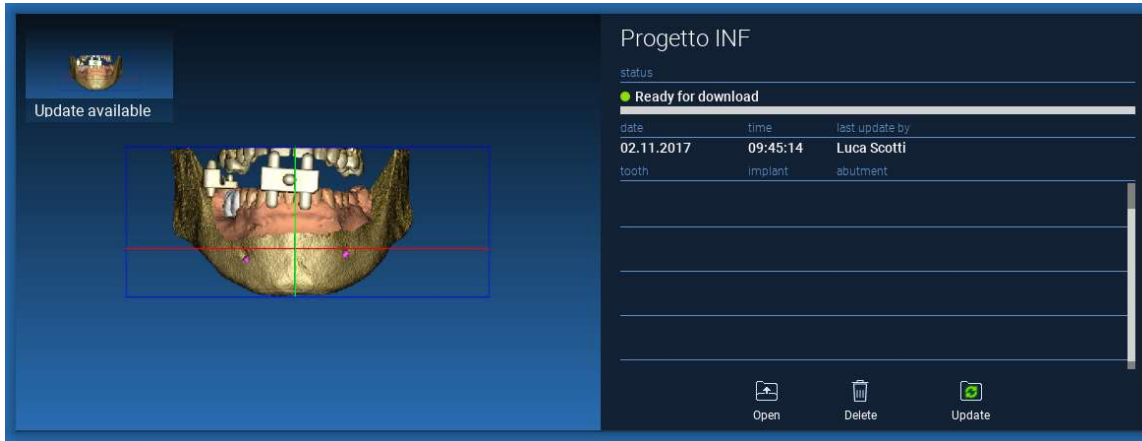 Update available
Progetto INF
status
Ready for download
date time last update by
02.11.2017 09:45:14 Luca Scotti
tooth implant abutment
Open Delete Update